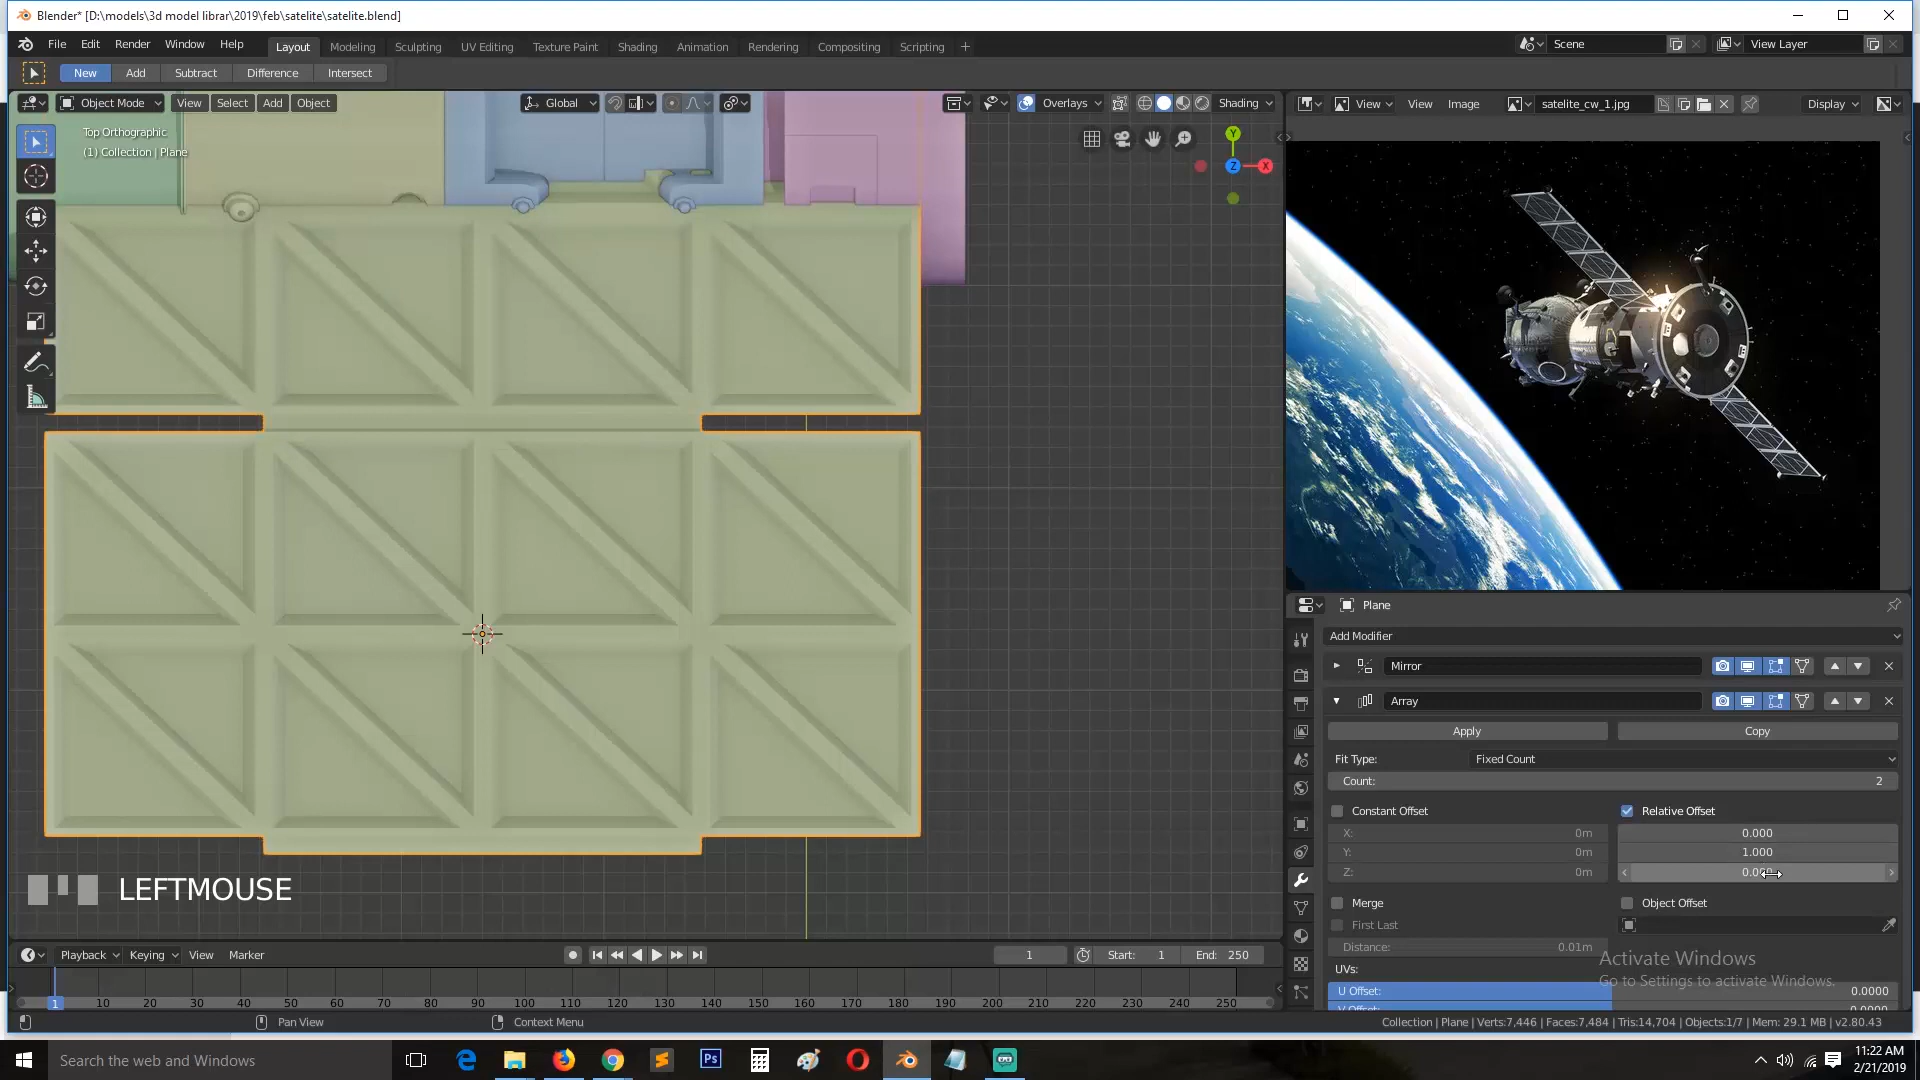 Blender* [D:\models\3d model librar\2019\feb\satelite\satelite.blend]
File Edit Render Window Help Layout Modeling Sculpting UV Editing Texture Paint Shading Animation Rendering Compositing Scripting + Scene View Layer
New Add Subtract Difference Intersect
Object Mode View Select Add Object Global Overlays Shading View View Image satelite_cw_1.jpg Display
Top Orthographic
(1) Collection | Plane
Y
Z X
Plane
Add Modifier
Mirror
Array
Apply Copy
Fit Type: Fixed Count
Count: 2
Constant Offset Relative Offset
X: 0m 0.000
Y: 0m 1.000
Z: 0m
Merge Object Offset
First Last
Distance: 0.01m
UVs:
U Offset: 0.0000
LEFTMOUSE
Activate Windows
Go to Settings to activate Windows.
Playback Keying View Marker 1 Start: 1 End: 250
1 10 20 30 40 50 60 70 80 90 100 110 120 130 140 150 160 170 180 190 200 210 220 230 240 250
Pan View Context Menu Collection | Plane | Verts:7,446 | Faces:7,484 | Tris:14,704 | Objects:1/7 | Mem: 29.1 MB | v2.80.43
Search the web and Windows
Ps
11:22 AM
2/21/2019